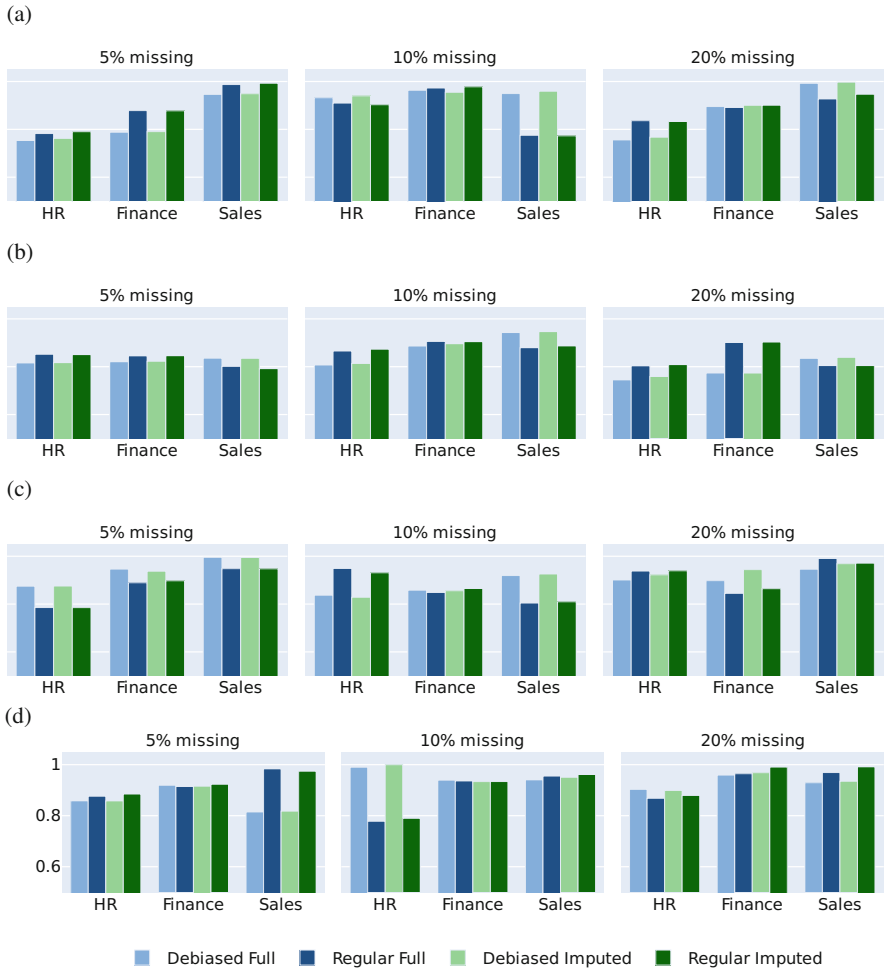 (a)
5% missing
10% missing
20% missing
HR Finance Sales
HR Finance Sales
HR Finance Sales
(b)
5% missing
10% missing
20% missing
HR Finance Sales
HR Finance Sales
HR Finance Sales
(c)
5% missing
10% missing
20% missing
HR Finance Sales
HR Finance Sales
HR Finance Sales
(d)
5% missing
10% missing
20% missing
1
0.8
0.6
HR Finance Sales
HR Finance Sales
HR Finance Sales
Debiased Full Regular Full Debiased Imputed Regular Imputed